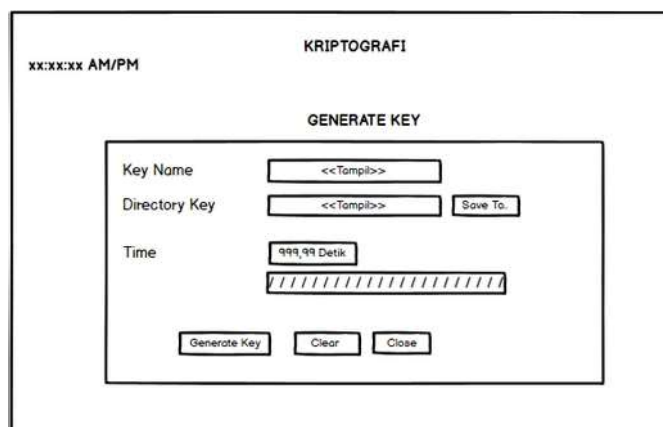 KRIPTOGRAFI
xx:xx:xx AM/PM
GENERATE KEY
Key Name <<Tampil>>
Directory Key <<Tampil>> Save To..
Time 999,99 Detik
Generate Key Clear Close